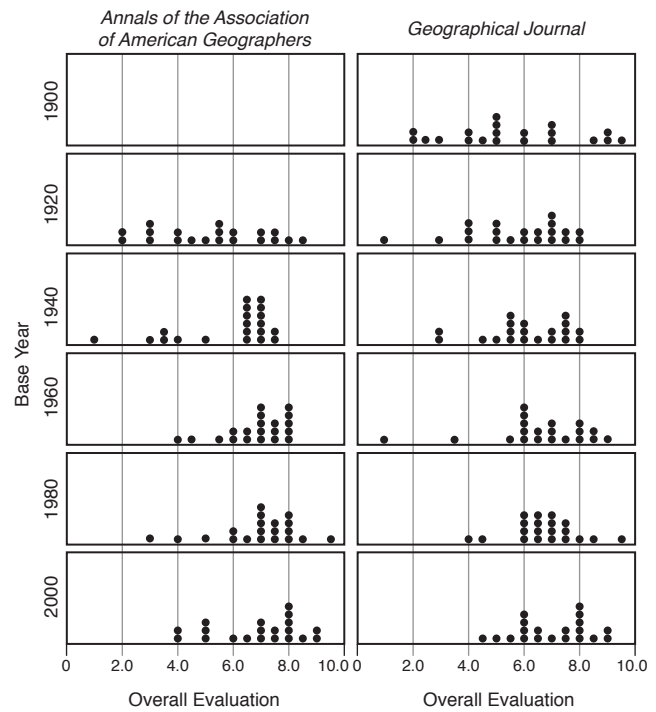 Annals of the Association
of American Geographers
Geographical Journal
Base Year
1900
1920
1940
1960
1980
2000
0 2.0 4.0 6.0 8.0 10.0 0 2.0 4.0 6.0 8.0 10.0
Overall Evaluation Overall Evaluation